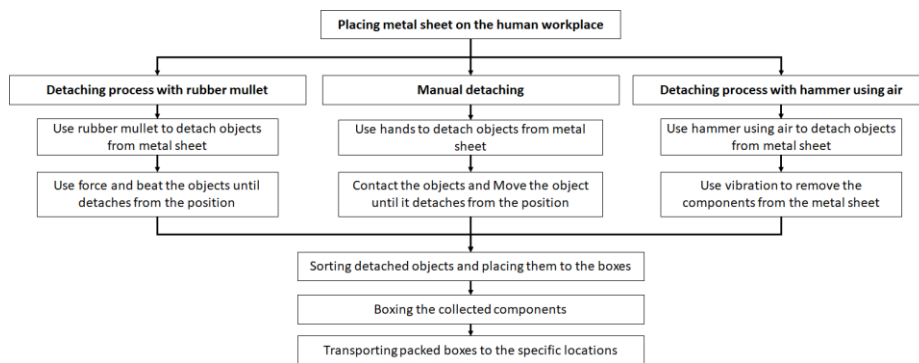 Placing metal sheet on the human workplace
Detaching process with rubber mullet
Manual detaching
Detaching process with hammer using air
Use rubber mullet to detach objects
from metal sheet
Use hands to detach objects from metal
sheet
Use hammer using air to detach objects
from metal sheet
Use force and beat the objects until
detaches from the position
Contact the objects and Move the object
until it detaches from the position
Use vibration to remove the
components from the metal sheet
Sorting detached objects and placing them to the boxes
Boxing the collected components
Transporting packed boxes to the specific locations